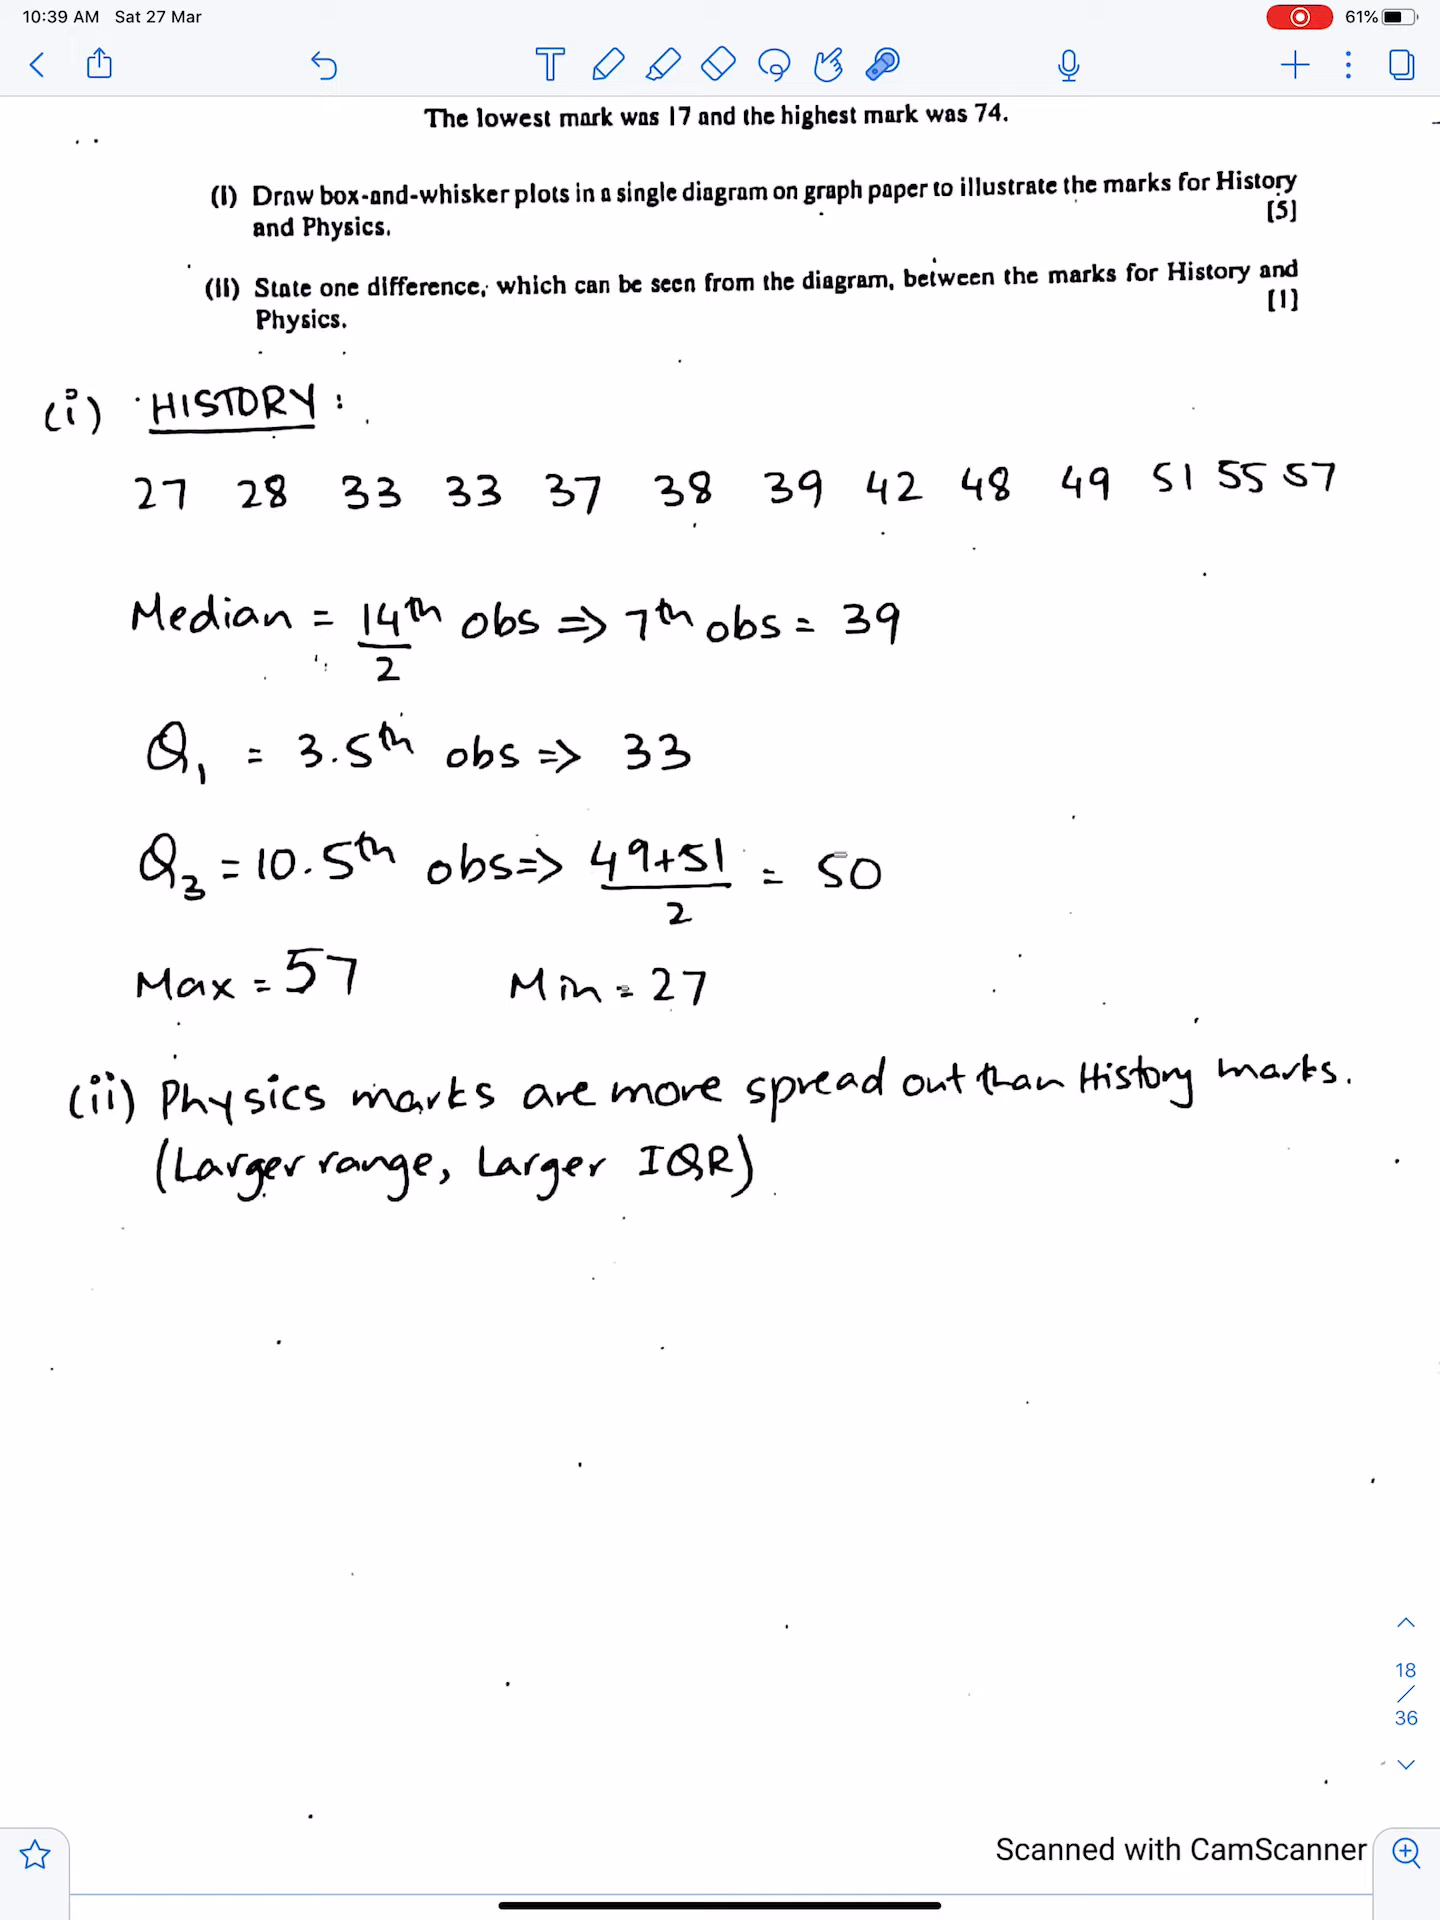 10:39 AM Sat 27 Mar 61%
The lowest mark was 17 and the highest mark was 74.
(i) Draw box-and-whisker plots in a single diagram on graph paper to illustrate the marks for History
and Physics. [5]
(ii) State one difference, which can be seen from the diagram, between the marks for History and
Physics. [1]
(i) HISTORY:
27 28 33 33 37 38 39 42 48 49 51 55 57
Median = 14th/2 obs => 7th obs = 39
Q1 = 3.5th obs => 33
Q3 = 10.5th obs => 49+51/2 = 50
Max = 57 Min = 27
(ii) Physics marks are more spread out than History marks.
(Larger range, Larger IQR)
18
/
36
Scanned with CamScanner